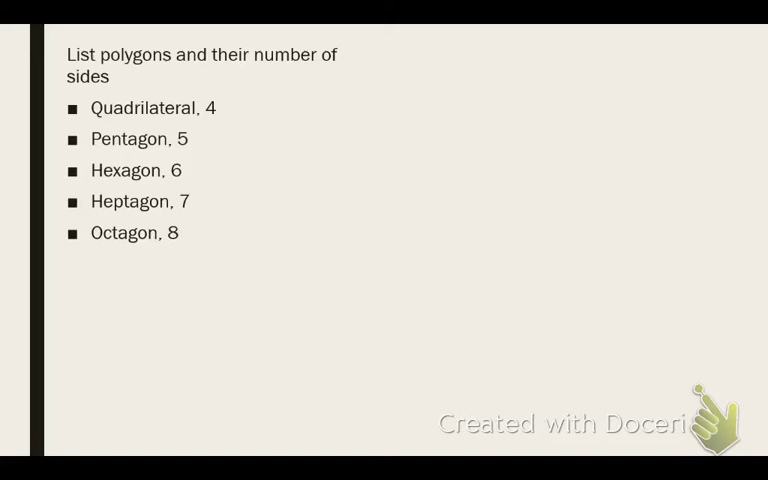 List polygons and their number of
sides
■ Quadrilateral, 4
■ Pentagon, 5
■ Hexagon, 6
■ Heptagon, 7
■ Octagon, 8
Created with Doceri